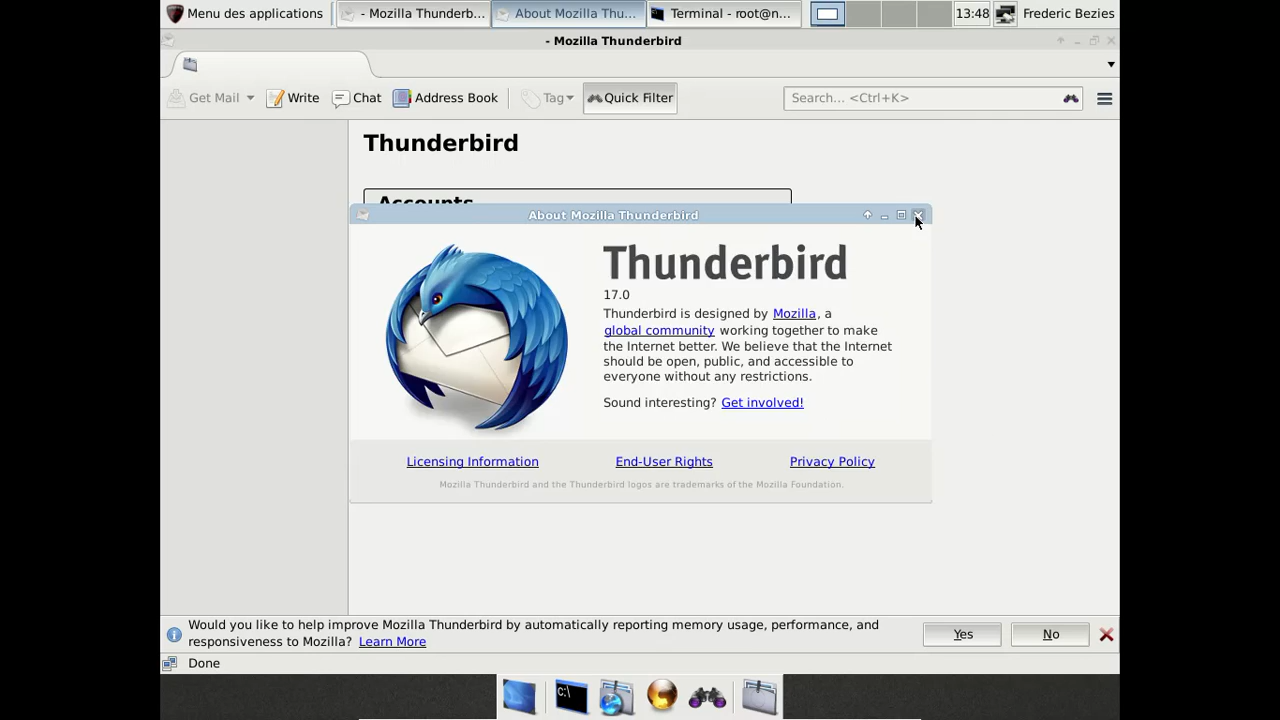 Menu des applications
- Mozilla Thunderb...
About Mozilla Thu...
Terminal - root@n...
13:48
Frederic Bezies
- Mozilla Thunderbird
Get Mail
Write
Chat
Address Book
Tag
Quick Filter
Search... <Ctrl+K>
Thunderbird
Accounts
About Mozilla Thunderbird
Thunderbird
17.0
Thunderbird is designed by Mozilla, a
global community working together to make
the Internet better. We believe that the Internet
should be open, public, and accessible to
everyone without any restrictions.
Sound interesting? Get involved!
Licensing Information
End-User Rights
Privacy Policy
Mozilla Thunderbird and the Thunderbird logos are trademarks of the Mozilla Foundation.
Would you like to help improve Mozilla Thunderbird by automatically reporting memory usage, performance, and
responsiveness to Mozilla? Learn More
Yes
No
Done
C:\